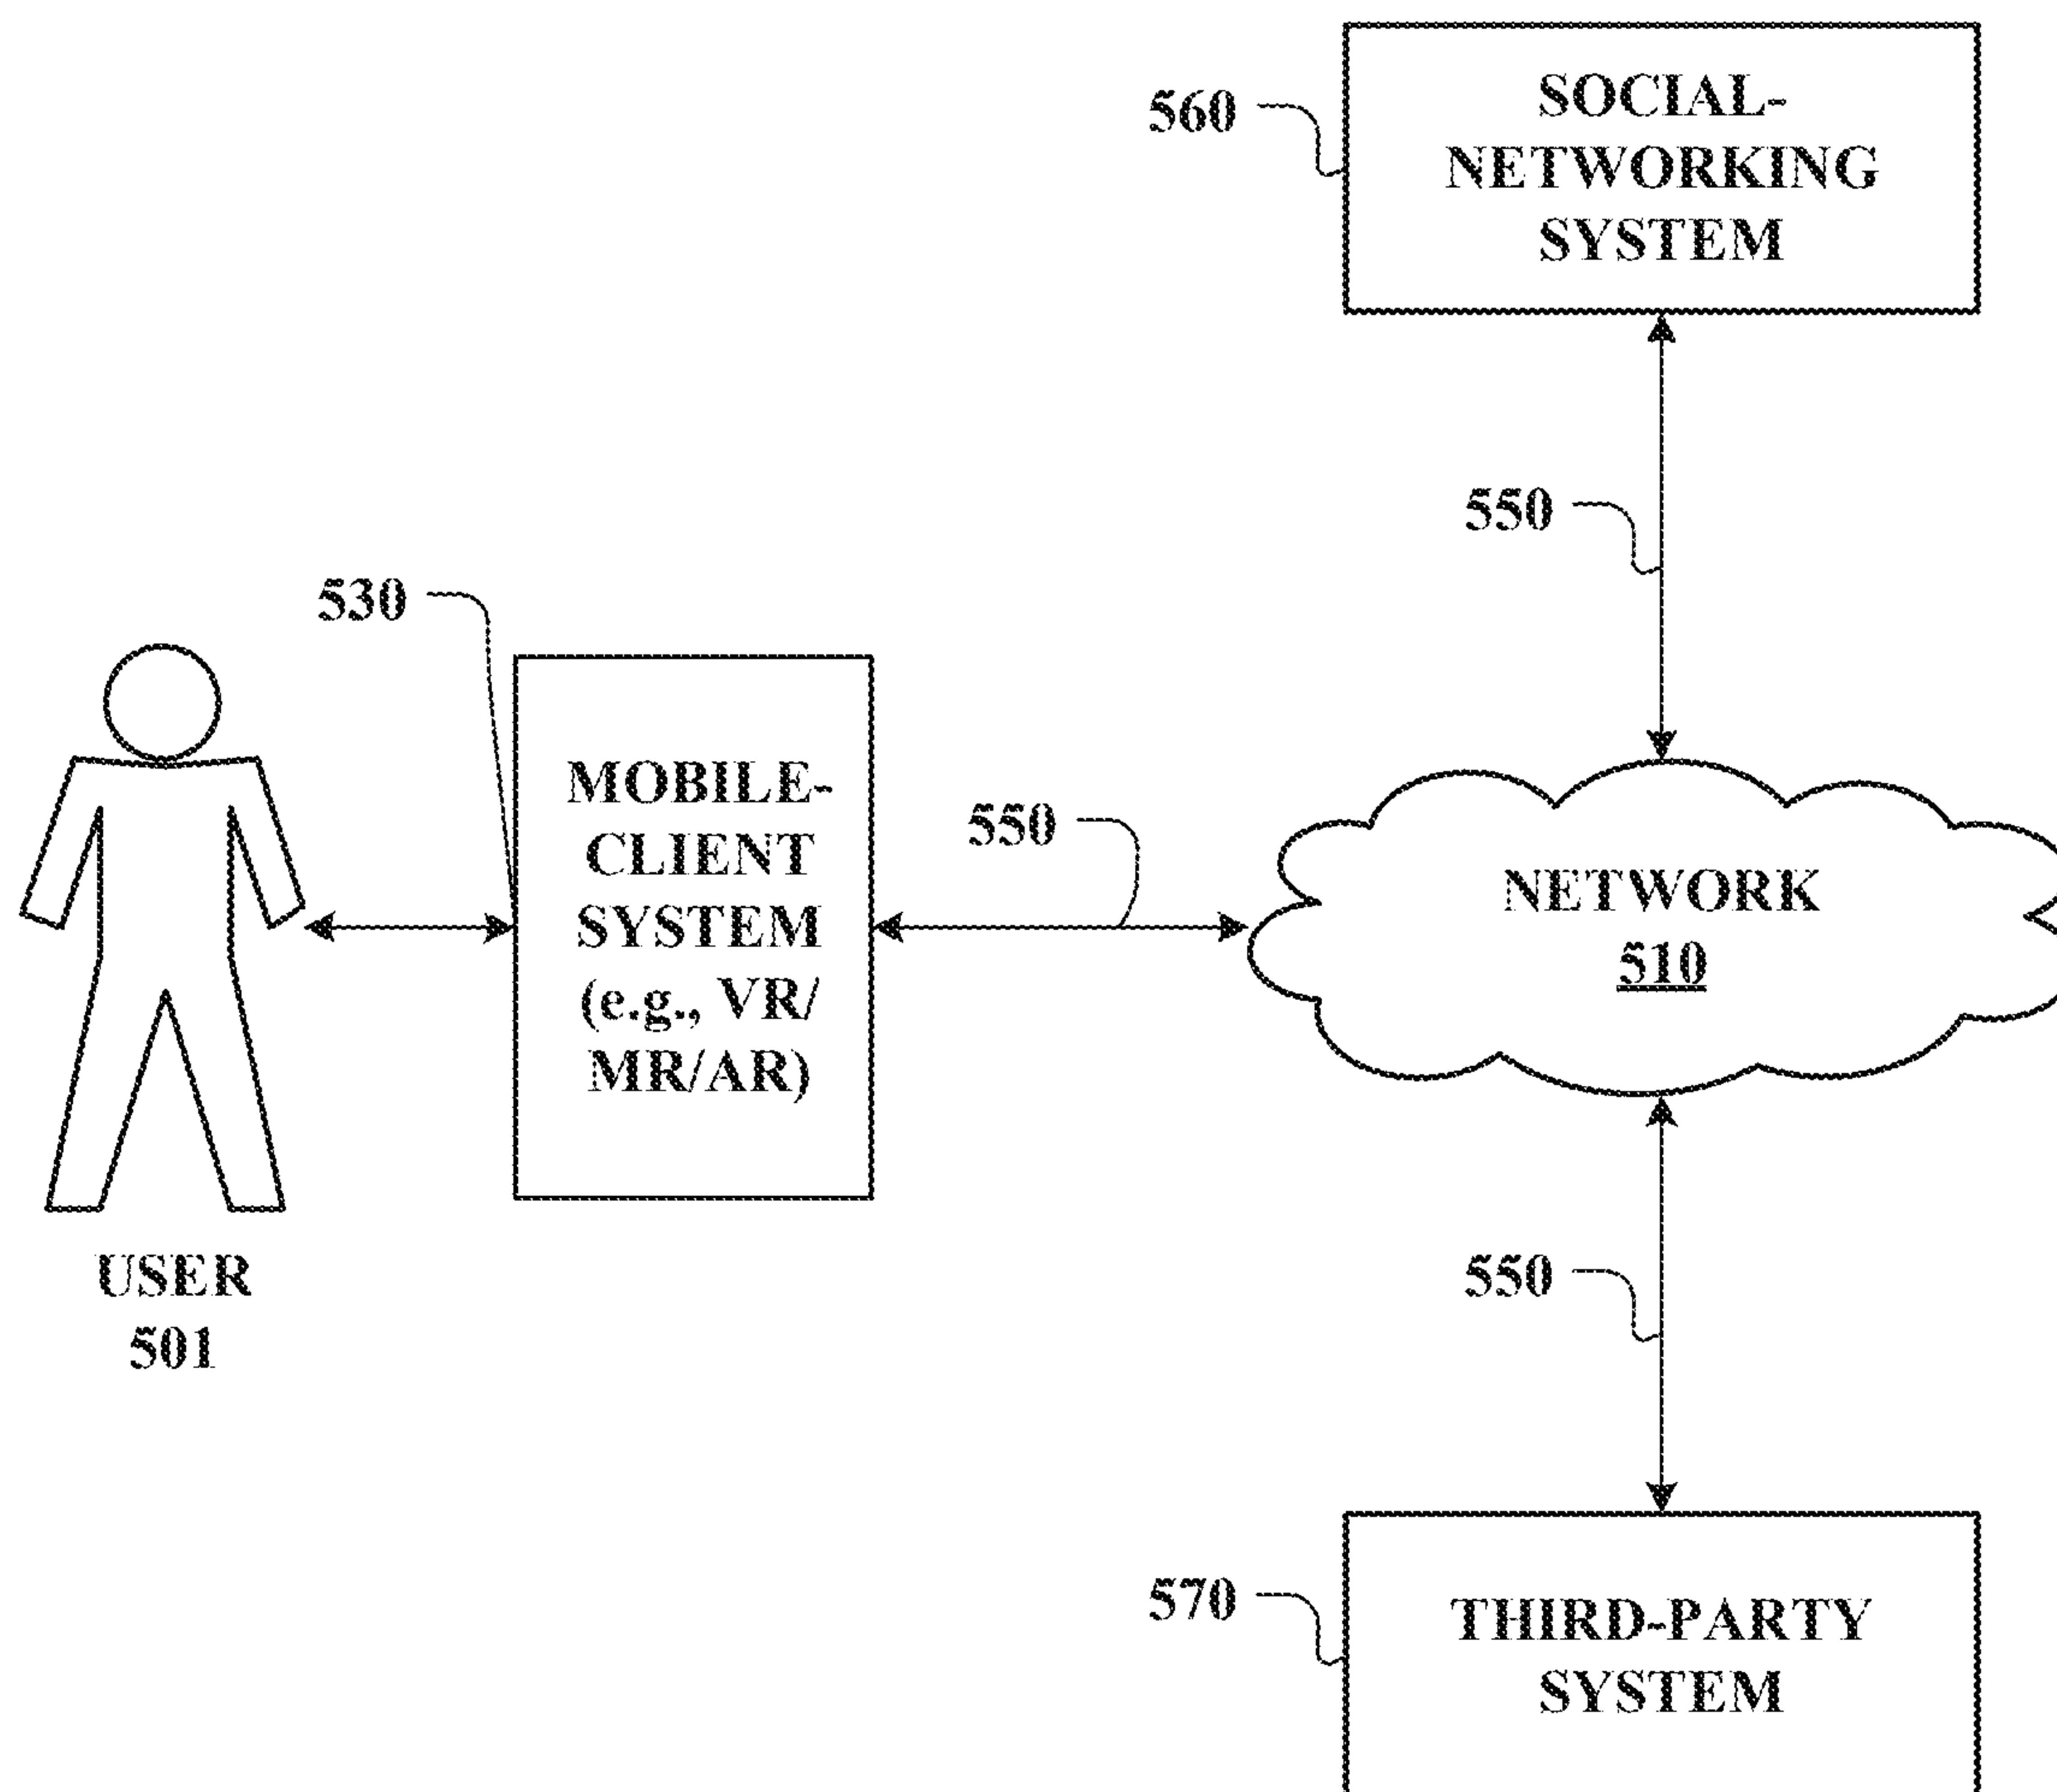 560
SOCIAL-
NETWORKING
SYSTEM
550
530
MOBILE-
CLIENT
SYSTEM
(e.g., VR/
MR/AR)
550
NETWORK
510
USER
501
550
570
THIRD-PARTY
SYSTEM